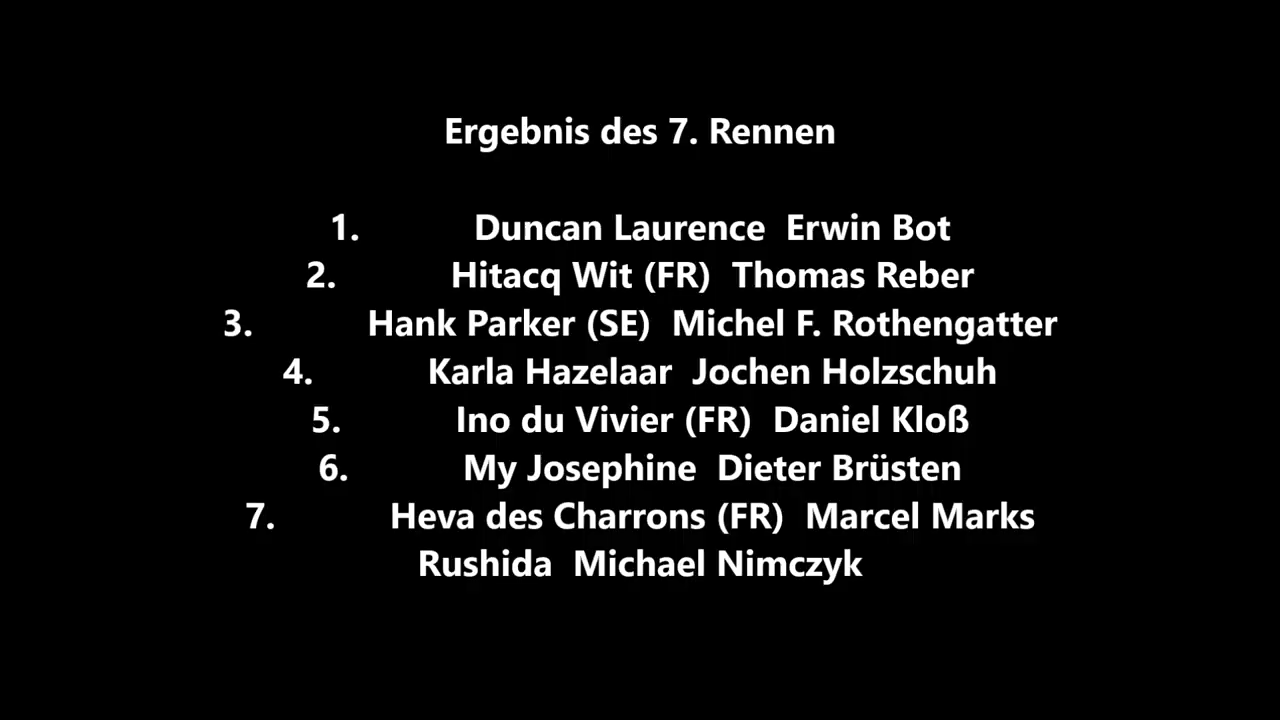 Ergebnis des 7. Rennen
1. Duncan Laurence Erwin Bot
2. Hitacq Wit (FR) Thomas Reber
3. Hank Parker (SE) Michel F. Rothengatter
4. Karla Hazelaar Jochen Holzschuh
5. Ino du Vivier (FR) Daniel Kloß
6. My Josephine Dieter Brüsten
7. Heva des Charrons (FR) Marcel Marks
Rushida Michael Nimczyk